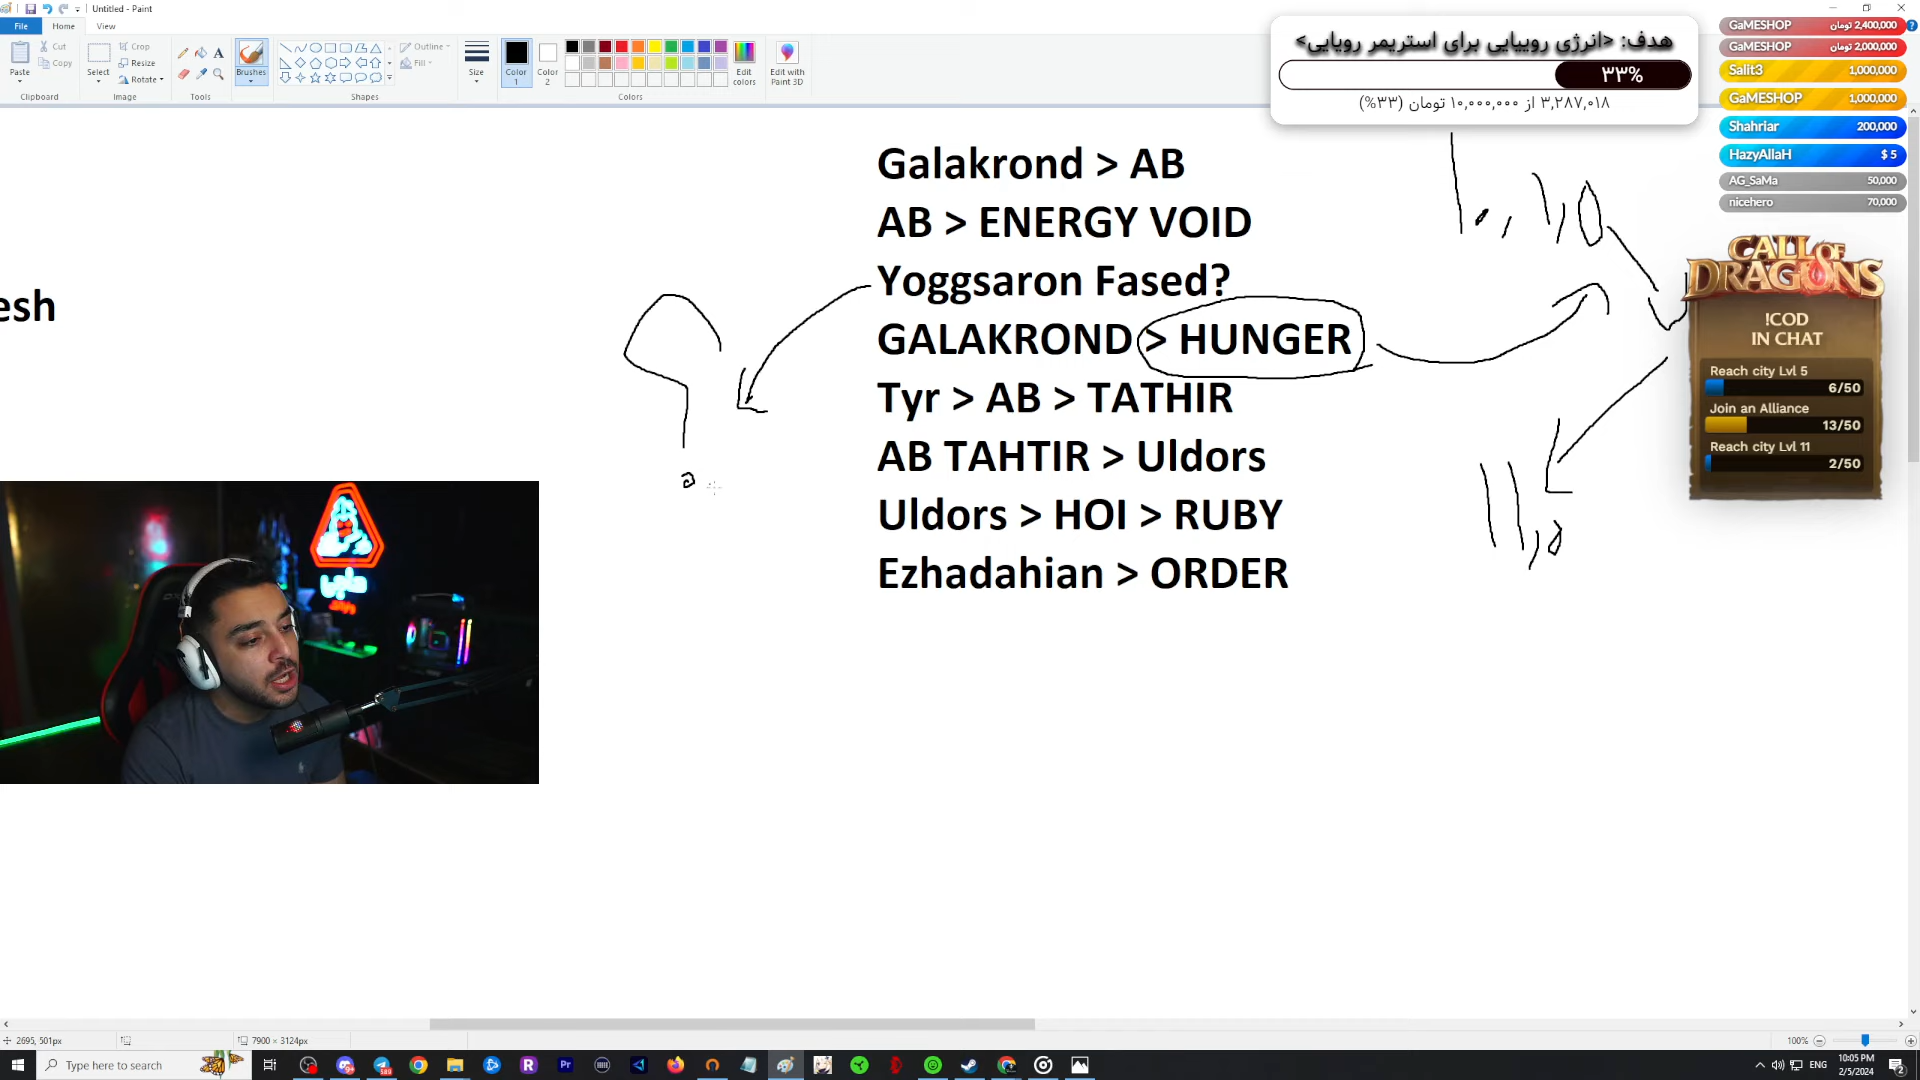 Untitled - Paint
File Home View
Paste
Cut
Copy
Clipboard
Select
Crop
Resize
Rotate
Image
Tools
Brushes
Outline
Fill
Shapes
Size
Color 1
Color 2
Edit colors
Edit with Paint 3D
Colors
هدف: <انرژی روییایی برای استریمر رویایی>
۳۳%
۳,۲۸۷,۰۱۸ از ۱۰,۰۰۰,۰۰۰ تومان (۳۳%)
GaMESHOP 2,400,000 تومان
GaMESHOP 2,000,000 تومان
Salit3 1,000,000
GaMESHOP 1,000,000
Shahriar 200,000
HazyAllaH $ 5
AG_SaMa 50,000
nicehero 70,000
CALL OF DRAGONS
!COD
IN CHAT
Reach city Lvl 5
6/50
Join an Alliance
13/50
Reach city Lvl 11
2/50
esh
Galakrond > AB
AB > ENERGY VOID
Yoggsaron Fased?
GALAKROND > HUNGER
Tyr > AB > TATHIR
AB TAHTIR > Uldors
Uldors > HOI > RUBY
Ezhadahian > ORDER
2695, 501px
7900 × 3124px
100%
Type here to search
ENG
10:05 PM
2/5/2024